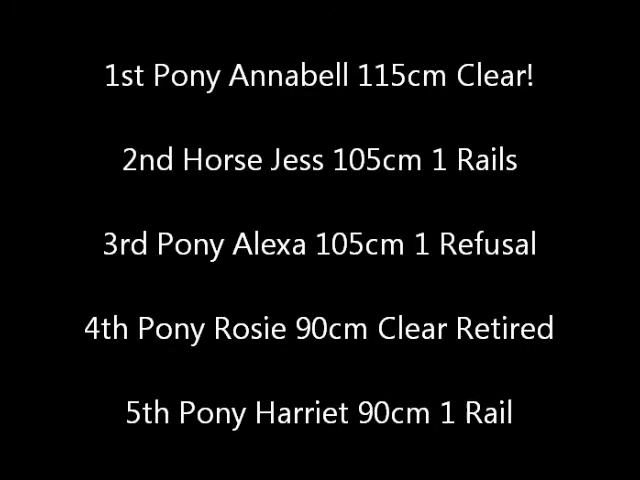 1st Pony Annabell 115cm Clear!
2nd Horse Jess 105cm 1 Rails
3rd Pony Alexa 105cm 1 Refusal
4th Pony Rosie 90cm Clear Retired
5th Pony Harriet 90cm 1 Rail